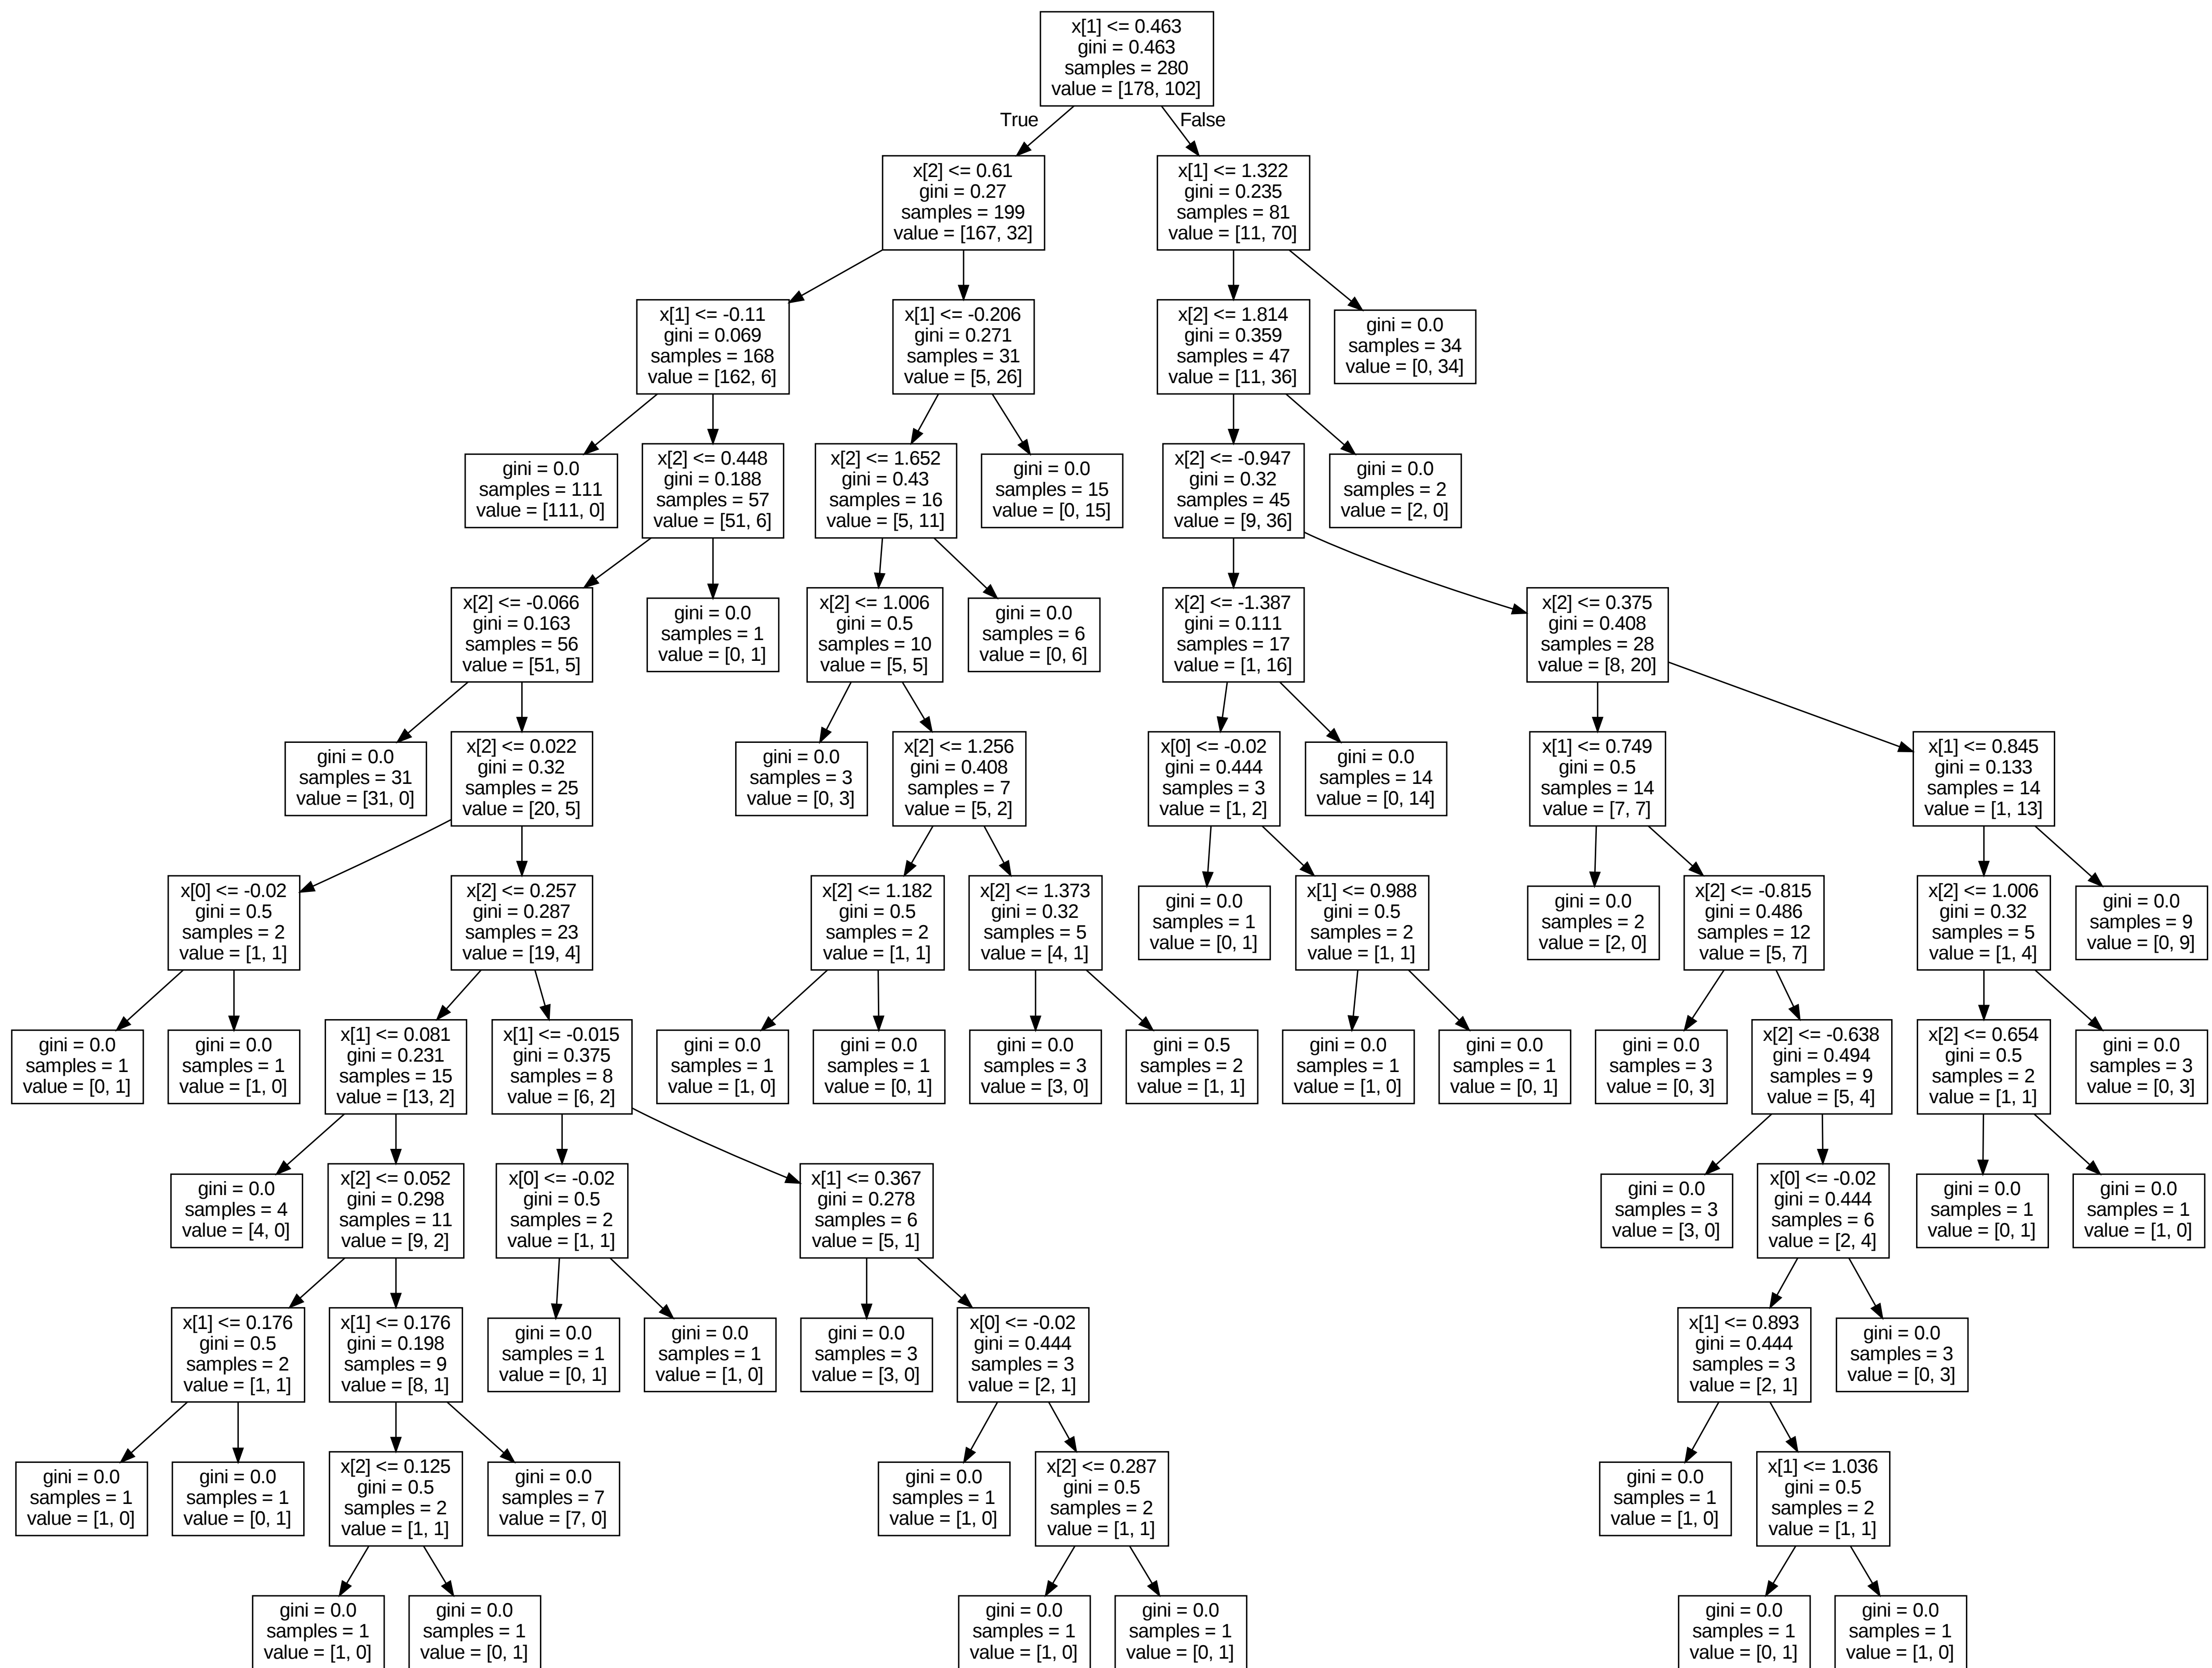 x[1] <= 0.463
gini = 0.463
samples = 280
value = [178, 102]
True
False
x[2] <= 0.61
gini = 0.27
samples = 199
value = [167, 32]
x[1] <= 1.322
gini = 0.235
samples = 81
value = [11, 70]
x[1] <= -0.11
gini = 0.069
samples = 168
value = [162, 6]
x[1] <= -0.206
gini = 0.271
samples = 31
value = [5, 26]
x[2] <= 1.814
gini = 0.359
samples = 47
value = [11, 36]
gini = 0.0
samples = 34
value = [0, 34]
gini = 0.0
samples = 111
value = [111, 0]
x[2] <= 0.448
gini = 0.188
samples = 57
value = [51, 6]
x[2] <= 1.652
gini = 0.43
samples = 16
value = [5, 11]
gini = 0.0
samples = 15
value = [0, 15]
x[2] <= -0.947
gini = 0.32
samples = 45
value = [9, 36]
gini = 0.0
samples = 2
value = [2, 0]
x[2] <= -0.066
gini = 0.163
samples = 56
value = [51, 5]
gini = 0.0
samples = 1
value = [0, 1]
x[2] <= 1.006
gini = 0.5
samples = 10
value = [5, 5]
gini = 0.0
samples = 6
value = [0, 6]
x[2] <= -1.387
gini = 0.111
samples = 17
value = [1, 16]
x[2] <= 0.375
gini = 0.408
samples = 28
value = [8, 20]
gini = 0.0
samples = 31
value = [31, 0]
x[2] <= 0.022
gini = 0.32
samples = 25
value = [20, 5]
gini = 0.0
samples = 3
value = [0, 3]
x[2] <= 1.256
gini = 0.408
samples = 7
value = [5, 2]
x[0] <= -0.02
gini = 0.444
samples = 3
value = [1, 2]
gini = 0.0
samples = 14
value = [0, 14]
x[1] <= 0.749
gini = 0.5
samples = 14
value = [7, 7]
x[1] <= 0.845
gini = 0.133
samples = 14
value = [1, 13]
x[0] <= -0.02
gini = 0.5
samples = 2
value = [1, 1]
x[2] <= 0.257
gini = 0.287
samples = 23
value = [19, 4]
x[2] <= 1.182
gini = 0.5
samples = 2
value = [1, 1]
x[2] <= 1.373
gini = 0.32
samples = 5
value = [4, 1]
gini = 0.0
samples = 1
value = [0, 1]
x[1] <= 0.988
gini = 0.5
samples = 2
value = [1, 1]
gini = 0.0
samples = 2
value = [2, 0]
x[2] <= -0.815
gini = 0.486
samples = 12
value = [5, 7]
x[2] <= 1.006
gini = 0.32
samples = 5
value = [1, 4]
gini = 0.0
samples = 9
value = [0, 9]
gini = 0.0
samples = 1
value = [0, 1]
gini = 0.0
samples = 1
value = [1, 0]
x[1] <= 0.081
gini = 0.231
samples = 15
value = [13, 2]
x[1] <= -0.015
gini = 0.375
samples = 8
value = [6, 2]
gini = 0.0
samples = 1
value = [1, 0]
gini = 0.0
samples = 1
value = [0, 1]
gini = 0.0
samples = 3
value = [3, 0]
gini = 0.5
samples = 2
value = [1, 1]
gini = 0.0
samples = 1
value = [1, 0]
gini = 0.0
samples = 1
value = [0, 1]
gini = 0.0
samples = 3
value = [0, 3]
x[2] <= -0.638
gini = 0.494
samples = 9
value = [5, 4]
x[2] <= 0.654
gini = 0.5
samples = 2
value = [1, 1]
gini = 0.0
samples = 3
value = [0, 3]
gini = 0.0
samples = 4
value = [4, 0]
x[2] <= 0.052
gini = 0.298
samples = 11
value = [9, 2]
x[0] <= -0.02
gini = 0.5
samples = 2
value = [1, 1]
x[1] <= 0.367
gini = 0.278
samples = 6
value = [5, 1]
gini = 0.0
samples = 3
value = [3, 0]
x[0] <= -0.02
gini = 0.444
samples = 6
value = [2, 4]
gini = 0.0
samples = 1
value = [0, 1]
gini = 0.0
samples = 1
value = [1, 0]
x[1] <= 0.176
gini = 0.5
samples = 2
value = [1, 1]
x[1] <= 0.176
gini = 0.198
samples = 9
value = [8, 1]
gini = 0.0
samples = 1
value = [0, 1]
gini = 0.0
samples = 1
value = [1, 0]
gini = 0.0
samples = 3
value = [3, 0]
x[0] <= -0.02
gini = 0.444
samples = 3
value = [2, 1]
x[1] <= 0.893
gini = 0.444
samples = 3
value = [2, 1]
gini = 0.0
samples = 3
value = [0, 3]
gini = 0.0
samples = 1
value = [1, 0]
gini = 0.0
samples = 1
value = [0, 1]
x[2] <= 0.125
gini = 0.5
samples = 2
value = [1, 1]
gini = 0.0
samples = 7
value = [7, 0]
gini = 0.0
samples = 1
value = [1, 0]
x[2] <= 0.287
gini = 0.5
samples = 2
value = [1, 1]
gini = 0.0
samples = 1
value = [1, 0]
x[1] <= 1.036
gini = 0.5
samples = 2
value = [1, 1]
gini = 0.0
samples = 1
value = [1, 0]
gini = 0.0
samples = 1
value = [0, 1]
gini = 0.0
samples = 1
value = [1, 0]
gini = 0.0
samples = 1
value = [0, 1]
gini = 0.0
samples = 1
value = [0, 1]
gini = 0.0
samples = 1
value = [1, 0]